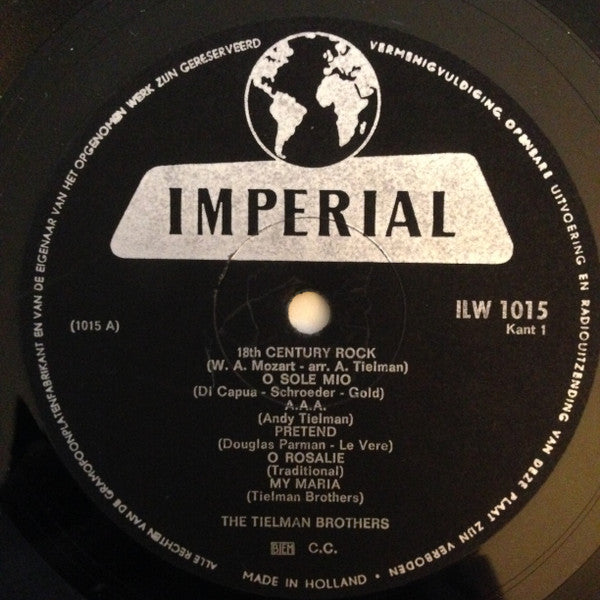 ALLE RECHTEN VAN DE GRAMOFOONPLATENFABRIKANT EN VAN DE EIGENAAR VAN HET OPGENOMEN WERK ZIJN GERESERVEERD
VERMENIGVULDIGING, OPENBARE UITVOERING EN RADIOUITZENDING VAN DEZE PLAAT ZIJN VERBODEN
IMPERIAL
(1015 A)
ILW 1015
Kant 1
18th CENTURY ROCK
(W. A. Mozart - arr. A. Tielman)
O SOLE MIO
(Di Capua - Schroeder - Gold)
A.A.A.
(Andy Tielman)
PRETEND
(Douglas Parman - Le Vere)
O ROSALIE
(Traditional)
MY MARIA
(Tielman Brothers)
THE TIELMAN BROTHERS
BIEM C.C.
MADE IN HOLLAND •